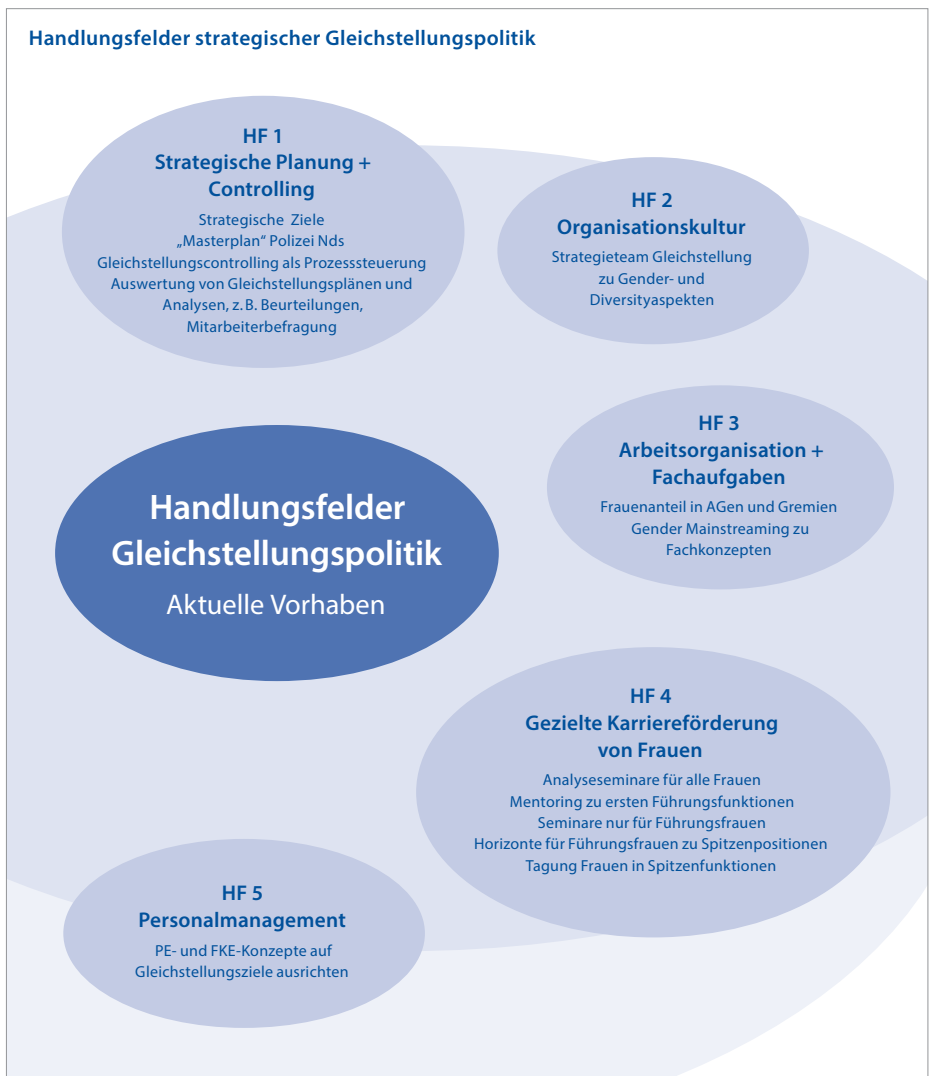 Handlungsfelder strategischer Gleichstellungspolitik
HF 1
Strategische Planung +
Controlling
Strategische Ziele
„Masterplan“ Polizei Nds
Gleichstellungscontrolling als Prozesssteuerung
Auswertung von Gleichstellungsplänen und
Analysen, z. B. Beurteilungen,
Mitarbeiterbefragung
HF 2
Organisationskultur
Strategieteam Gleichstellung
zu Gender- und
Diversityaspekten
HF 3
Arbeitsorganisation +
Fachaufgaben
Frauenanteil in AGen und Gremien
Gender Mainstreaming zu
Fachkonzepten
Handlungsfelder
Gleichstellungspolitik
Aktuelle Vorhaben
HF 4
Gezielte Karriereförderung
von Frauen
Analyseseminare für alle Frauen
Mentoring zu ersten Führungsfunktionen
Seminare nur für Führungsfrauen
Horizonte für Führungsfrauen zu Spitzenpositionen
Tagung Frauen in Spitzenfunktionen
HF 5
Personalmanagement
PE- und FKE-Konzepte auf
Gleichstellungsziele ausrichten